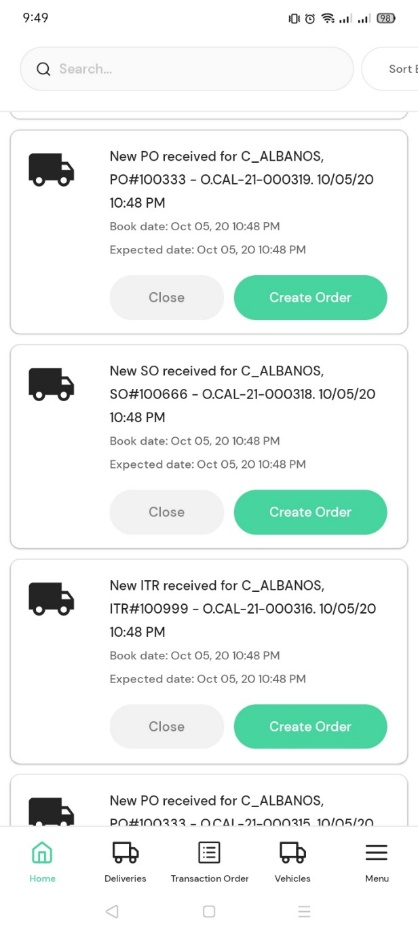 9:49
98
Search...
Sort
New PO received for C_ALBANOS,
PO#100333 - O.CAL-21-000319. 10/05/20
10:48 PM
Book date: Oct 05, 20 10:48 PM
Expected date: Oct 05, 20 10:48 PM
Close
Create Order
New SO received for C_ALBANOS,
SO#100666 - O.CAL-21-000318. 10/05/20
10:48 PM
Book date: Oct 05, 20 10:48 PM
Expected date: Oct 05, 20 10:48 PM
Close
Create Order
New ITR received for C_ALBANOS,
ITR#100999 - O.CAL-21-000316. 10/05/20
10:48 PM
Book date: Oct 05, 20 10:48 PM
Expected date: Oct 05, 20 10:48 PM
Close
Create Order
New PO received for C_ALBANOS,
PO#100333 - O.CAL-21-000315. 10/05/20
Home
Deliveries
Transaction Order
Vehicles
Menu